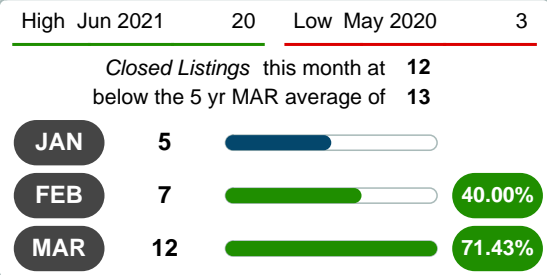 High Jun 2021 20 Low May 2020 3
Closed Listings this month at 12
below the 5 yr MAR average of 13
JAN 5
FEB 7 40.00%
MAR 12 71.43%